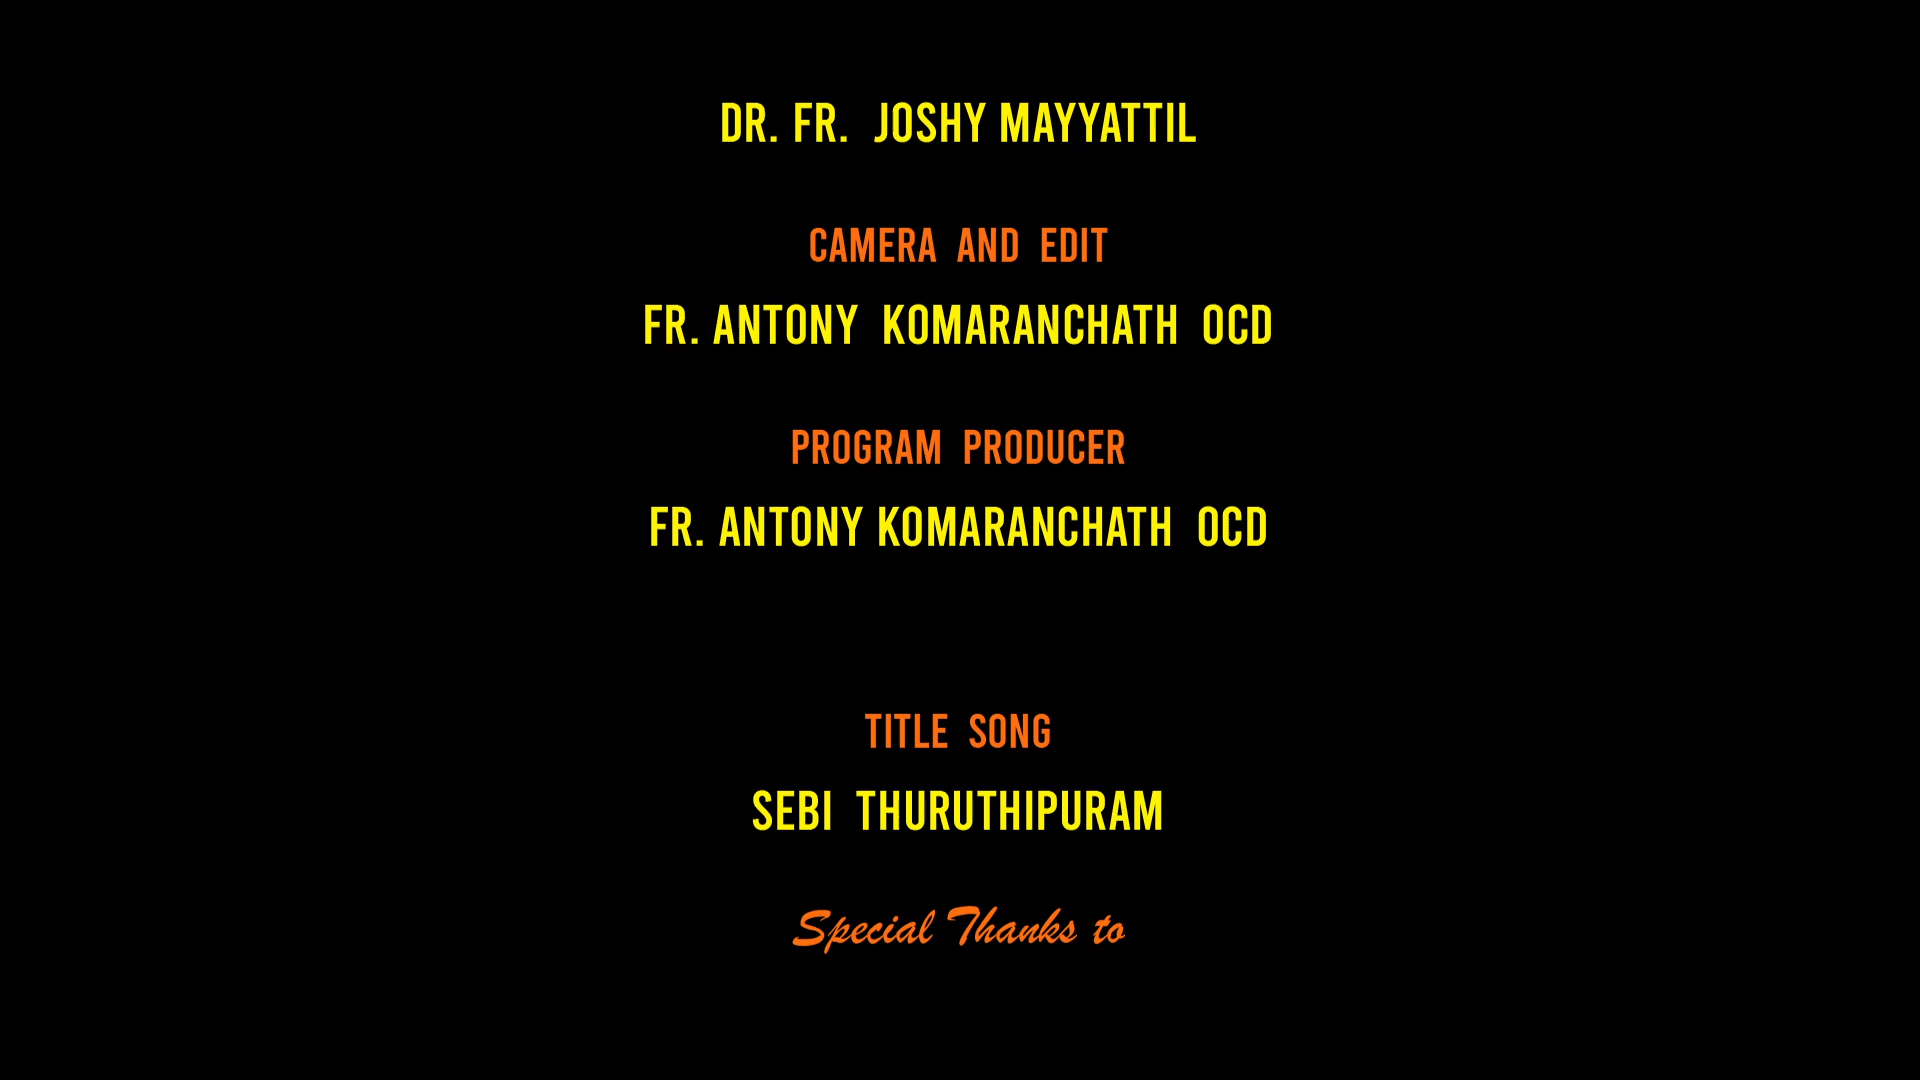 DR. FR. JOSHY MAYYATTIL
CAMERA AND EDIT
FR. ANTONY KOMARANCHATH OCD
PROGRAM PRODUCER
FR. ANTONY KOMARANCHATH OCD
TITLE SONG
SEBI THURUTHIPURAM
Special Thanks to